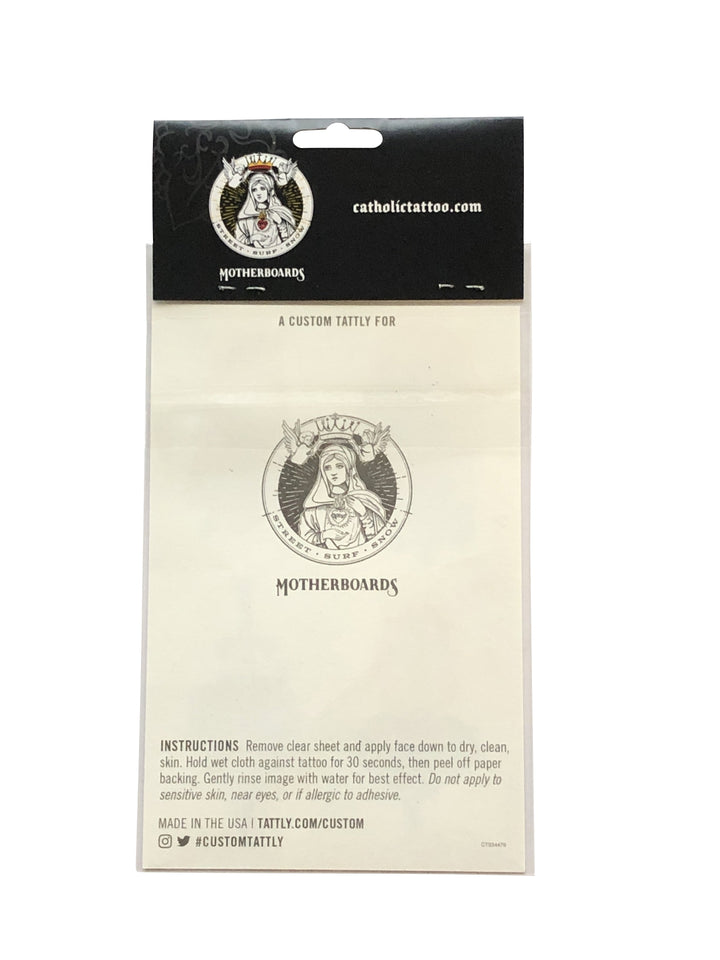 catholictattoo.com
STREET · SURF · SNOW
MOTHERBOARDS
A CUSTOM TATTLY FOR
STREET · SURF · SNOW
MOTHERBOARDS
INSTRUCTIONS Remove clear sheet and apply face down to dry, clean,
skin. Hold wet cloth against tattoo for 30 seconds, then peel off paper
backing. Gently rinse image with water for best effect. Do not apply to
sensitive skin, near eyes, or if allergic to adhesive.
MADE IN THE USA | TATTLY.COM/CUSTOM
#CUSTOMTATTLY